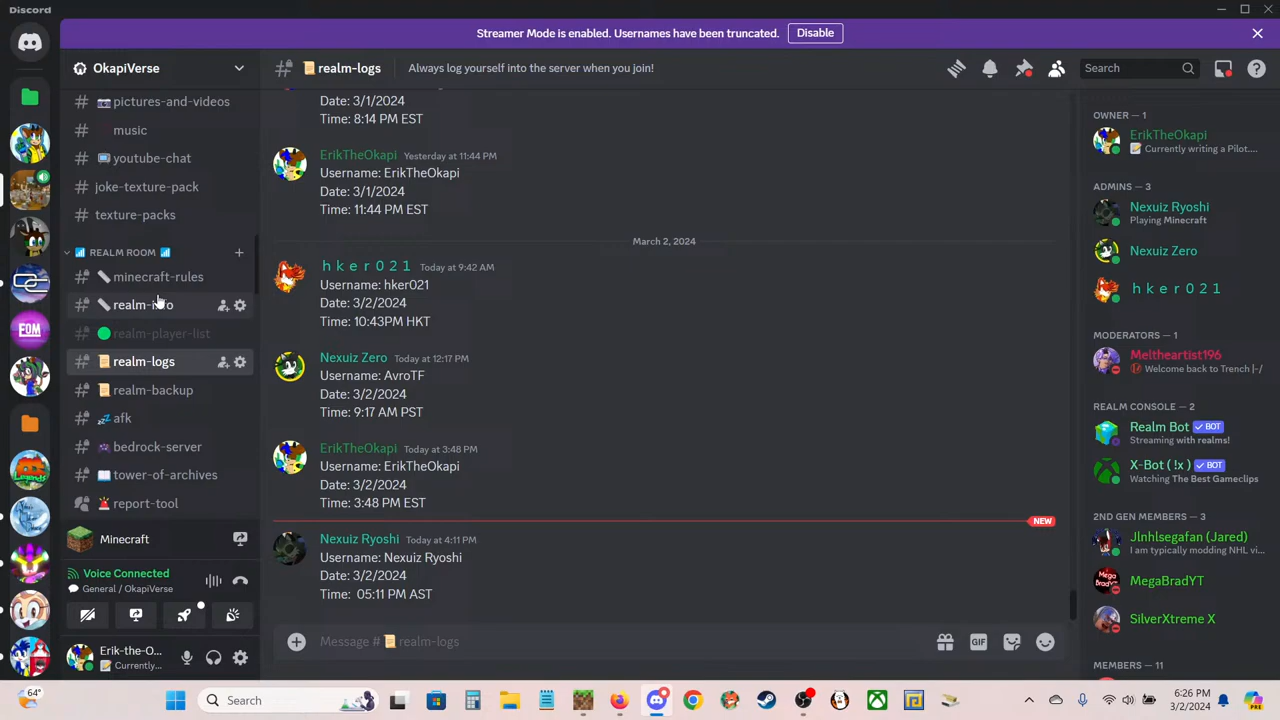 Discord
Streamer Mode is enabled. Usernames have been truncated. Disable
OkapiVerse
realm-logs Always log yourself into the server when you join! Search
pictures-and-videos
music
youtube-chat
joke-texture-pack
texture-packs
REALM ROOM
minecraft-rules
realm-player-list
realm-logs
realm-backup
afk
bedrock-server
tower-of-archives
report-tool
Minecraft
Voice Connected
General / OkapiVerse
Erik-the-O...
Currently...
Date: 3/1/2024
Time: 8:14 PM EST
ErikTheOkapi Yesterday at 11:44 PM
Username: ErikTheOkapi
Date: 3/1/2024
Time: 11:44 PM EST
March 2, 2024
hker021 Today at 9:42 AM
Username: hker021
Date: 3/2/2024
Time: 10:43PM HKT
Nexuiz Zero Today at 12:17 PM
Username: AvroTF
Date: 3/2/2024
Time: 9:17 AM PST
ErikTheOkapi Today at 3:48 PM
Username: ErikTheOkapi
Date: 3/2/2024
Time: 3:48 PM EST
NEW
Nexuiz Ryoshi Today at 4:11 PM
Username: Nexuiz Ryoshi
Date: 3/2/2024
Time: 05:11 PM AST
Message # realm-logs
GIF
OWNER — 1
ErikTheOkapi
Currently writing a Pilot....
ADMINS — 3
Nexuiz Ryoshi
Playing Minecraft
Nexuiz Zero
hker021
MODERATORS — 1
Meltheartist196
Welcome back to Trench |-/
REALM CONSOLE — 2
Realm Bot BOT
Streaming with realms!
X-Bot ( !x ) BOT
Watching The Best Gameclips
2ND GEN MEMBERS — 3
Jlnhlsegafan (Jared)
I am typically modding NHL vi...
MegaBradYT
SilverXtreme X
MEMBERS — 11
FOM
64°
Search
6:26 PM
3/2/2024